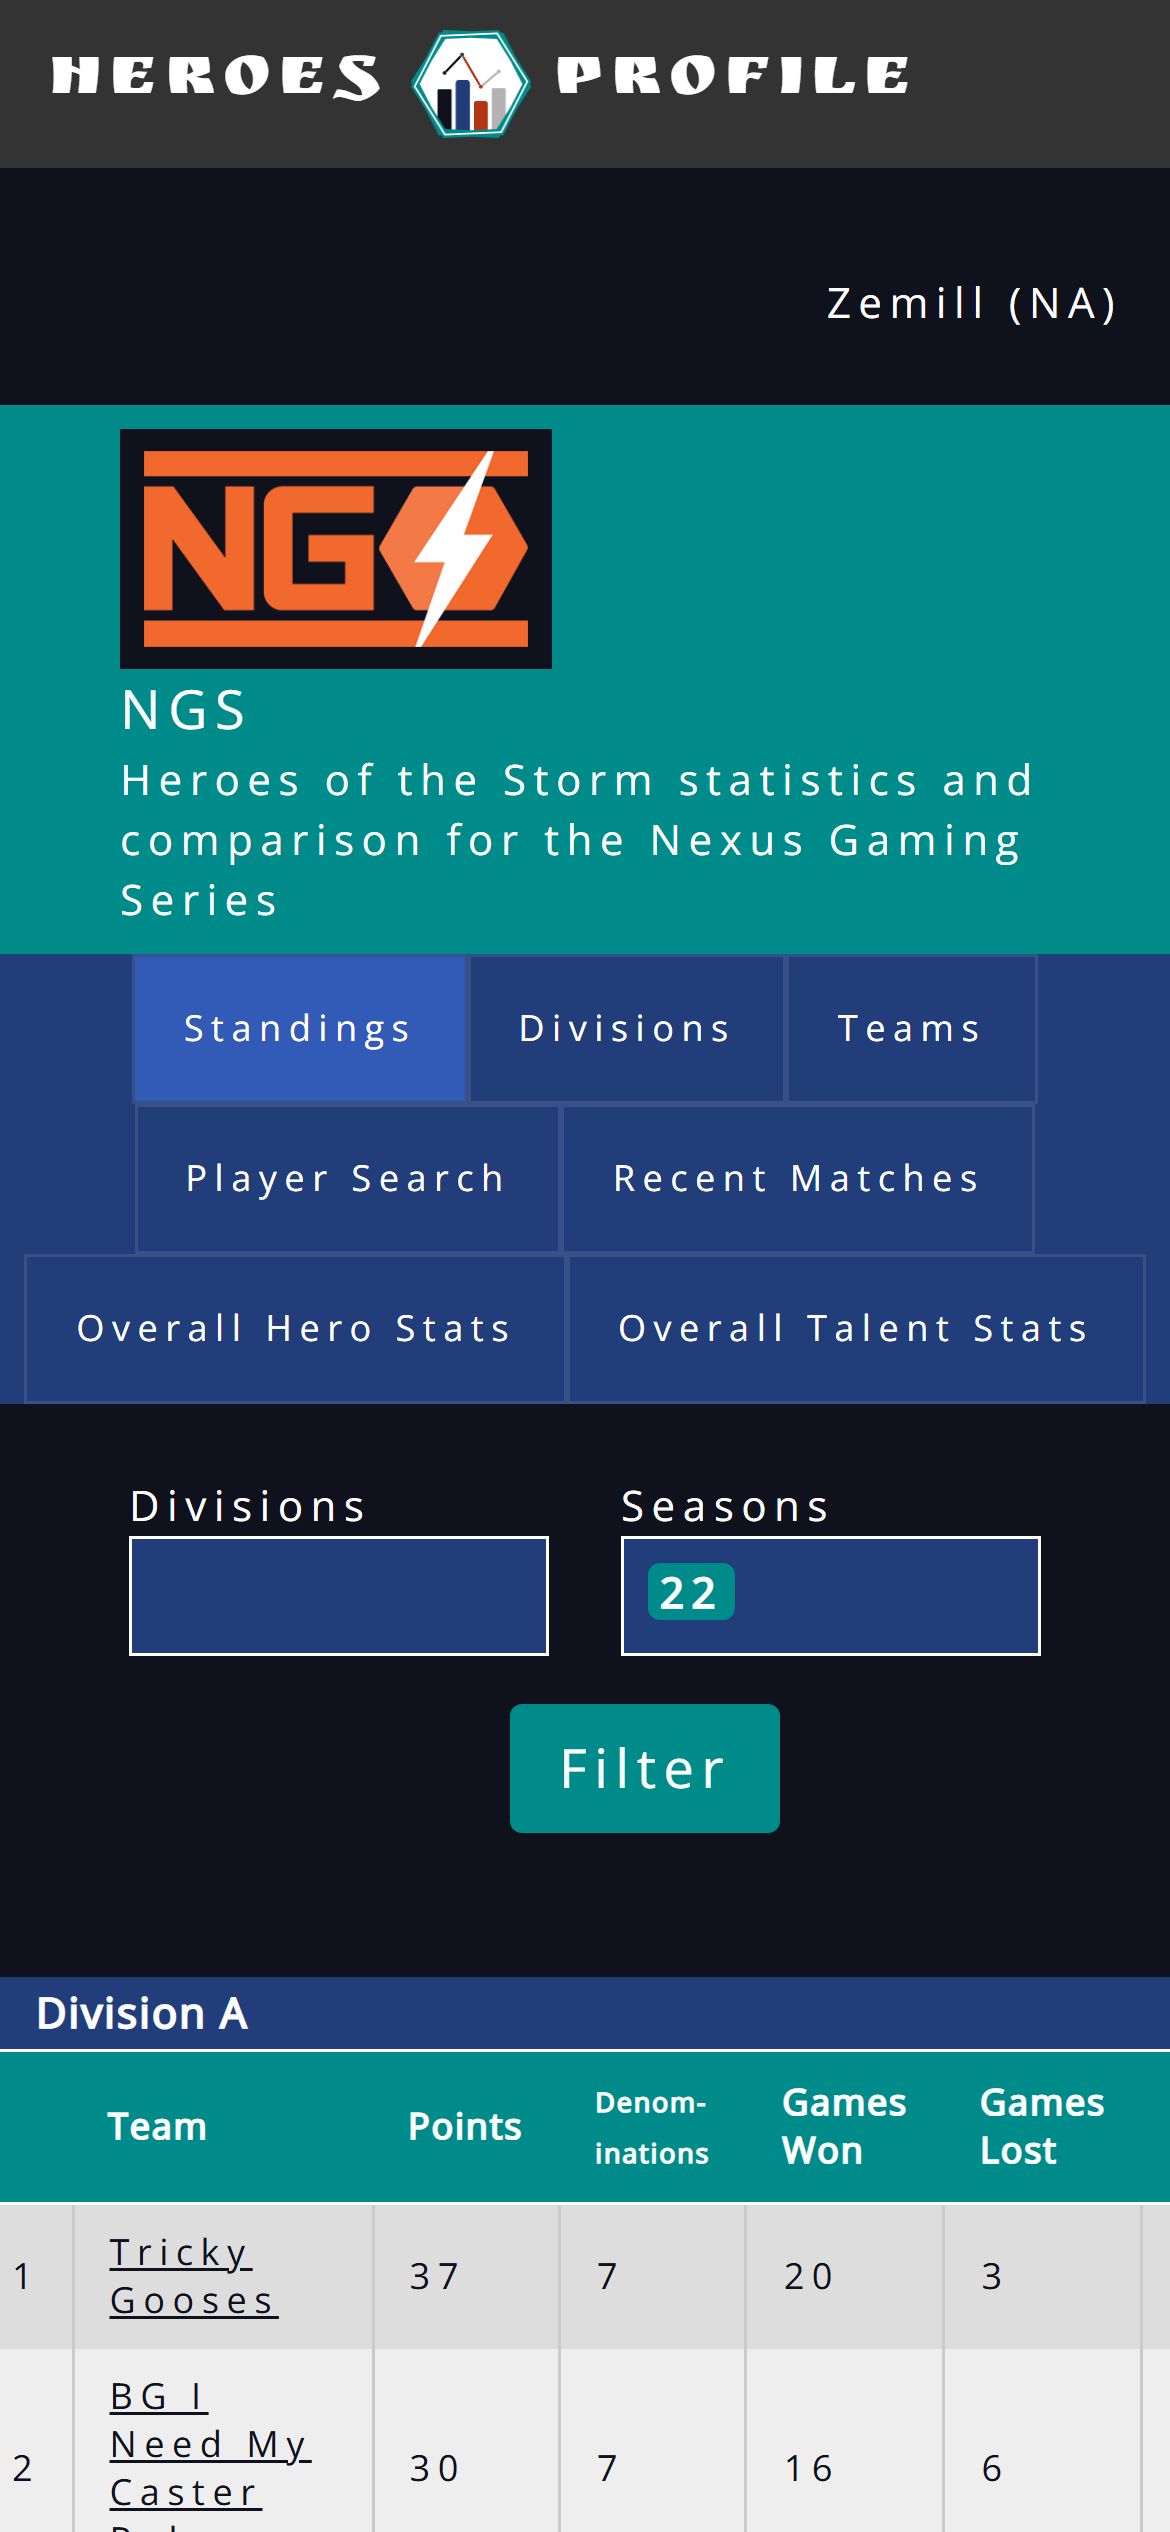 HEROES PROFILE
Zemill (NA)
NGS
NGS
Heroes of the Storm statistics and
comparison for the Nexus Gaming
Series
Standings Divisions Teams
Player Search Recent Matches
Overall Hero Stats Overall Talent Stats
Divisions Seasons
22
Filter
Division A
Team Points Denom-inations Games Won Games Lost
1 Tricky Gooses 37 7 20 3
2 BG I Need My Caster 30 7 16 6